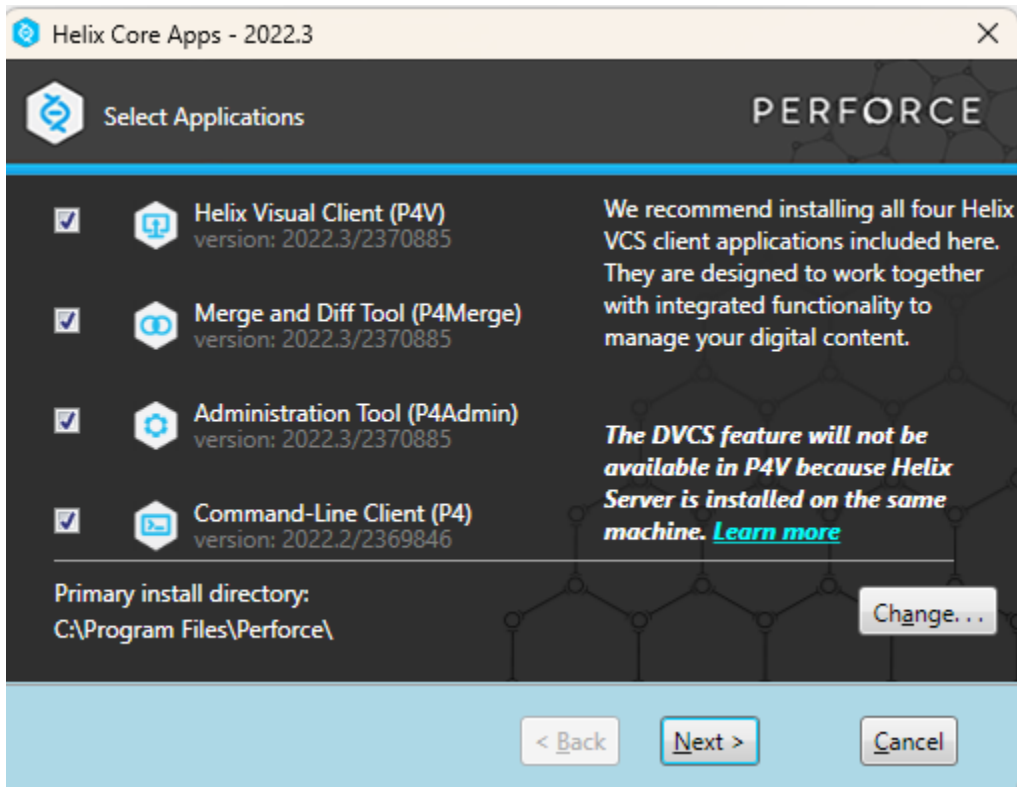 Helix Core Apps - 2022.3
Select Applications
PERFORCE
Helix Visual Client (P4V)
version: 2022.3/2370885
Merge and Diff Tool (P4Merge)
version: 2022.3/2370885
Administration Tool (P4Admin)
version: 2022.3/2370885
Command-Line Client (P4)
version: 2022.2/2369846
We recommend installing all four Helix
VCS client applications included here.
They are designed to work together
with integrated functionality to
manage your digital content.
The DVCS feature will not be
available in P4V because Helix
Server is installed on the same
machine. Learn more
Primary install directory:
C:\Program Files\Perforce\
Change. . .
< Back
Next >
Cancel